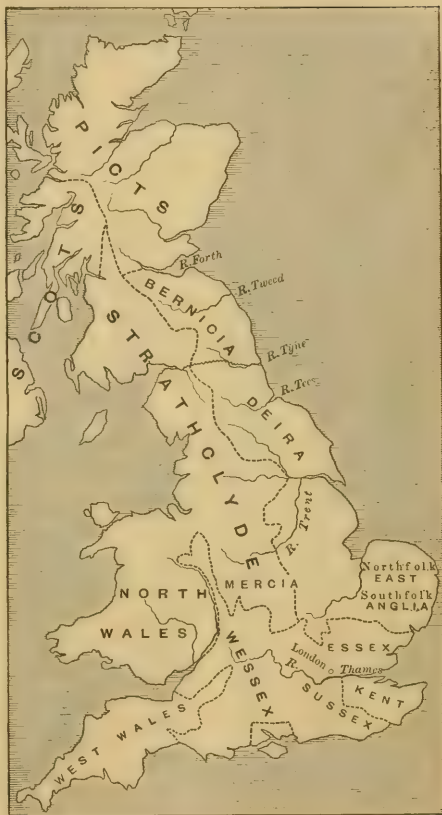 PICTS
SCOTS
R. Forth
BERNICIA
R. Tweed
STRATHCLYDE
R. Tyne
R. Tees
DEIRA
R. Trent
Northfolk
EAST
Southfolk
ANGLIA
MERCIA
NORTH
WALES
WESSEX
ESSEX
London
R. Thames
KENT
SUSSEX
WEST WALES